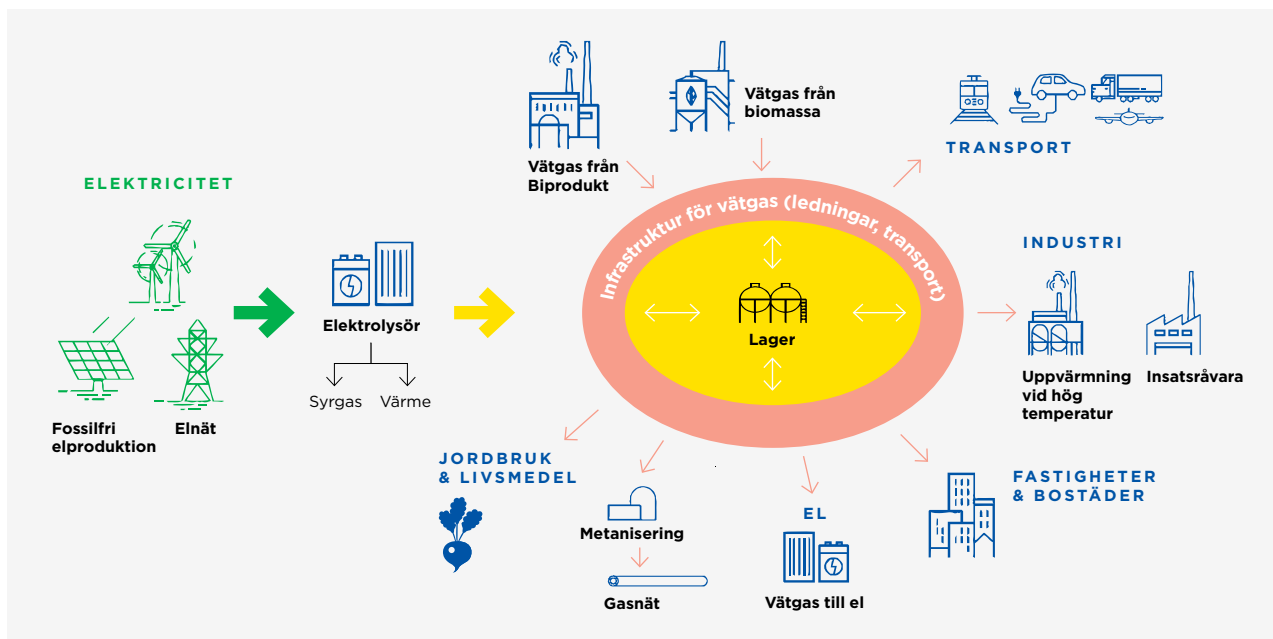 ELEKTRICITET
Fossilfri
elproduktion
Elnät
Elektrolysör
Syrgas
Värme
Vätgas från
Biprodukt
Vätgas från
biomassa
Infrastruktur för vätgas (ledningar, transport)
Lager
TRANSPORT
INDUSTRI
Uppvärmning
vid hög
temperatur
Insatsråvara
JORDBRUK
& LIVSMEDEL
Metanisering
Gasnät
EL
Vätgas till el
FASTIGHETER
& BOSTÄDER